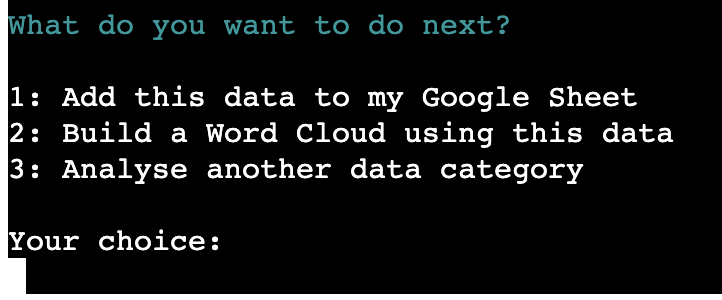 What do you want to do next?
1: Add this data to my Google Sheet
2: Build a Word Cloud using this data
3: Analyse another data category
Your choice: